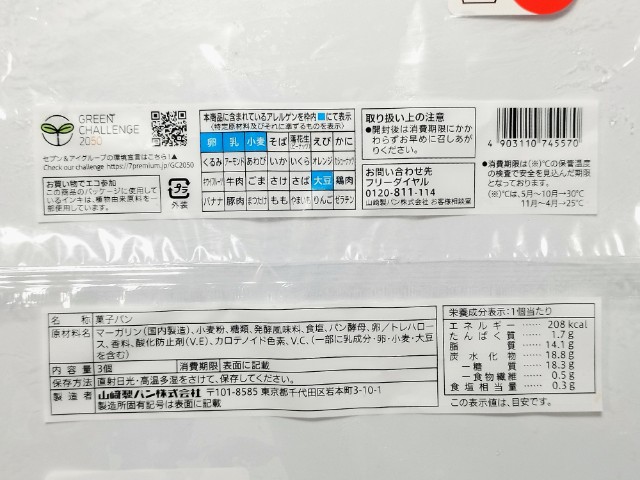 GREEN
CHALLENGE
2050
セブン&アイグループの環境宣言はこちら!▲
Check our challenge https://7premium.jp/GC2050
お買い物でエコ参加
この商品のパッケージに使用して
いるインキは、植物由来原料を一
部使用しています。
外装
本商品に含まれているアレルゲンを枠内■にて表示
(特定原材料及びそれに準ずるものを表示)
卵 乳 小麦 そば 落花生 えび かに
くるみ アーモンド あわび いか いくら オレンジ カシューナッツ
キウイフルーツ 牛肉 ごま さけ さば 大豆 鶏肉
バナナ 豚肉 まつたけ もも やまいも りんご ゼラチン
取り扱い上の注意
●開封後は消費期限にかか
わらずお早めに召しあが
りください。
お問い合わせ先
フリーダイヤル
0120-811-114
山崎製パン株式会社 お客様相談室
4 903110 745570
●消費期限は(※)℃の保管温度
の検査で安全を見込んだ期限
となっております。
(※)℃は、5月~10月→30℃
11月~4月→25℃
名 称 菓子パン
原材料名 マーガリン(国内製造)、小麦粉、糖類、発酵風味料、食塩、パン酵母、卵/トレハロー
ス、香料、酸化防止剤(V.E)、カロテノイド色素、V.C、(一部に乳成分・卵・小麦・大豆
を含む)
内容量 3個 消費期限 表面に記載
保存方法 直射日光・高温多湿をさけて、保存してください。
製造者 山崎製パン株式会社 〒101-8585 東京都千代田区岩本町3-10-1
製造所固有記号は表面に記載
栄養成分表示:1個当たり
エネルギー…… 208 kcal
たんぱく質…… 1.7g
脂質…… 14.1g
炭水化物…… 18.8g
-糖質…… 18.3g
-食物繊維…… 0.5g
食塩相当量…… 0.3g
この表示値は、目安です。